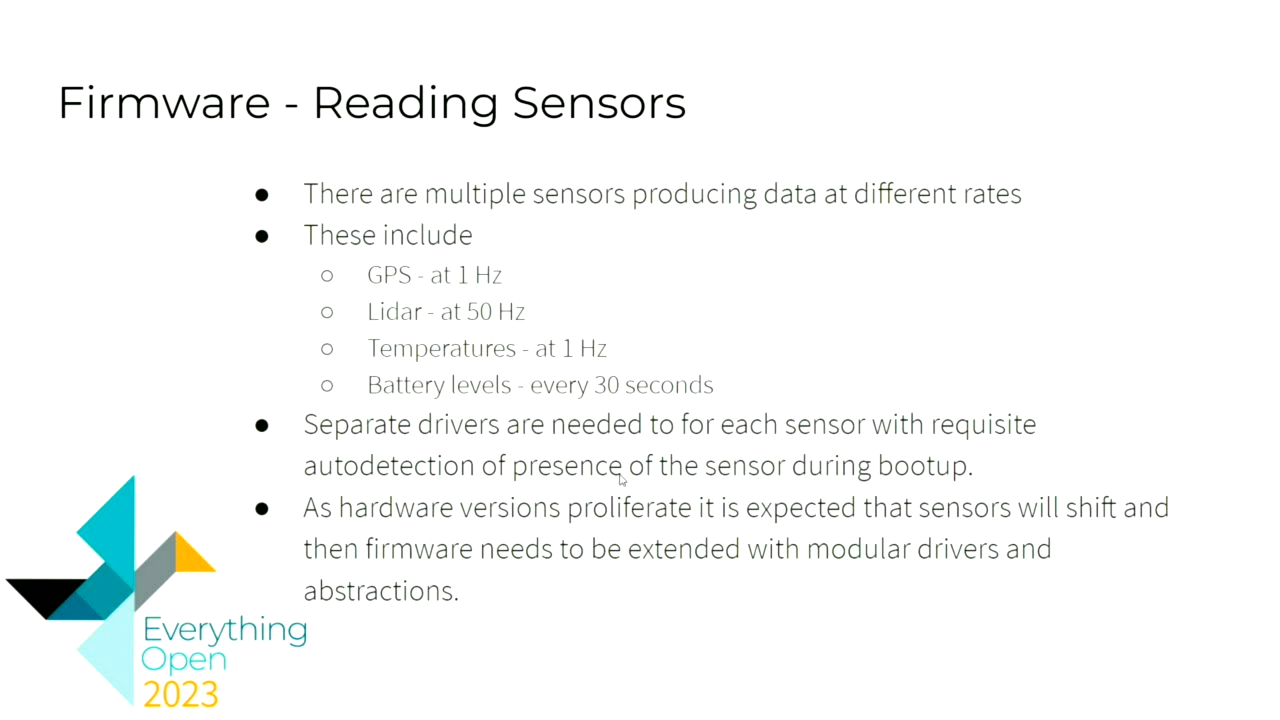 Firmware - Reading Sensors
● There are multiple sensors producing data at different rates
● These include
○ GPS - at 1 Hz
○ Lidar - at 50 Hz
○ Temperatures - at 1 Hz
○ Battery levels - every 30 seconds
● Separate drivers are needed to for each sensor with requisite
autodetection of presence of the sensor during bootup.
● As hardware versions proliferate it is expected that sensors will shift and
then firmware needs to be extended with modular drivers and
abstractions.
Everything
Open
2023